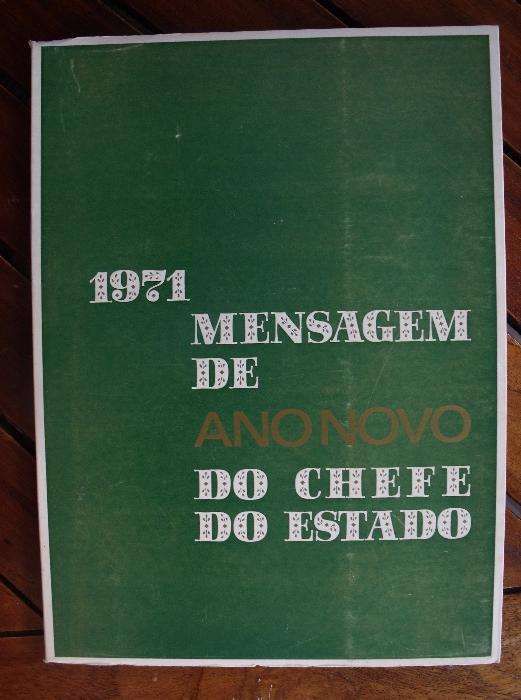 1971
MENSAGEM
DE
ANO NOVO
DO CHEFE
DO ESTADO